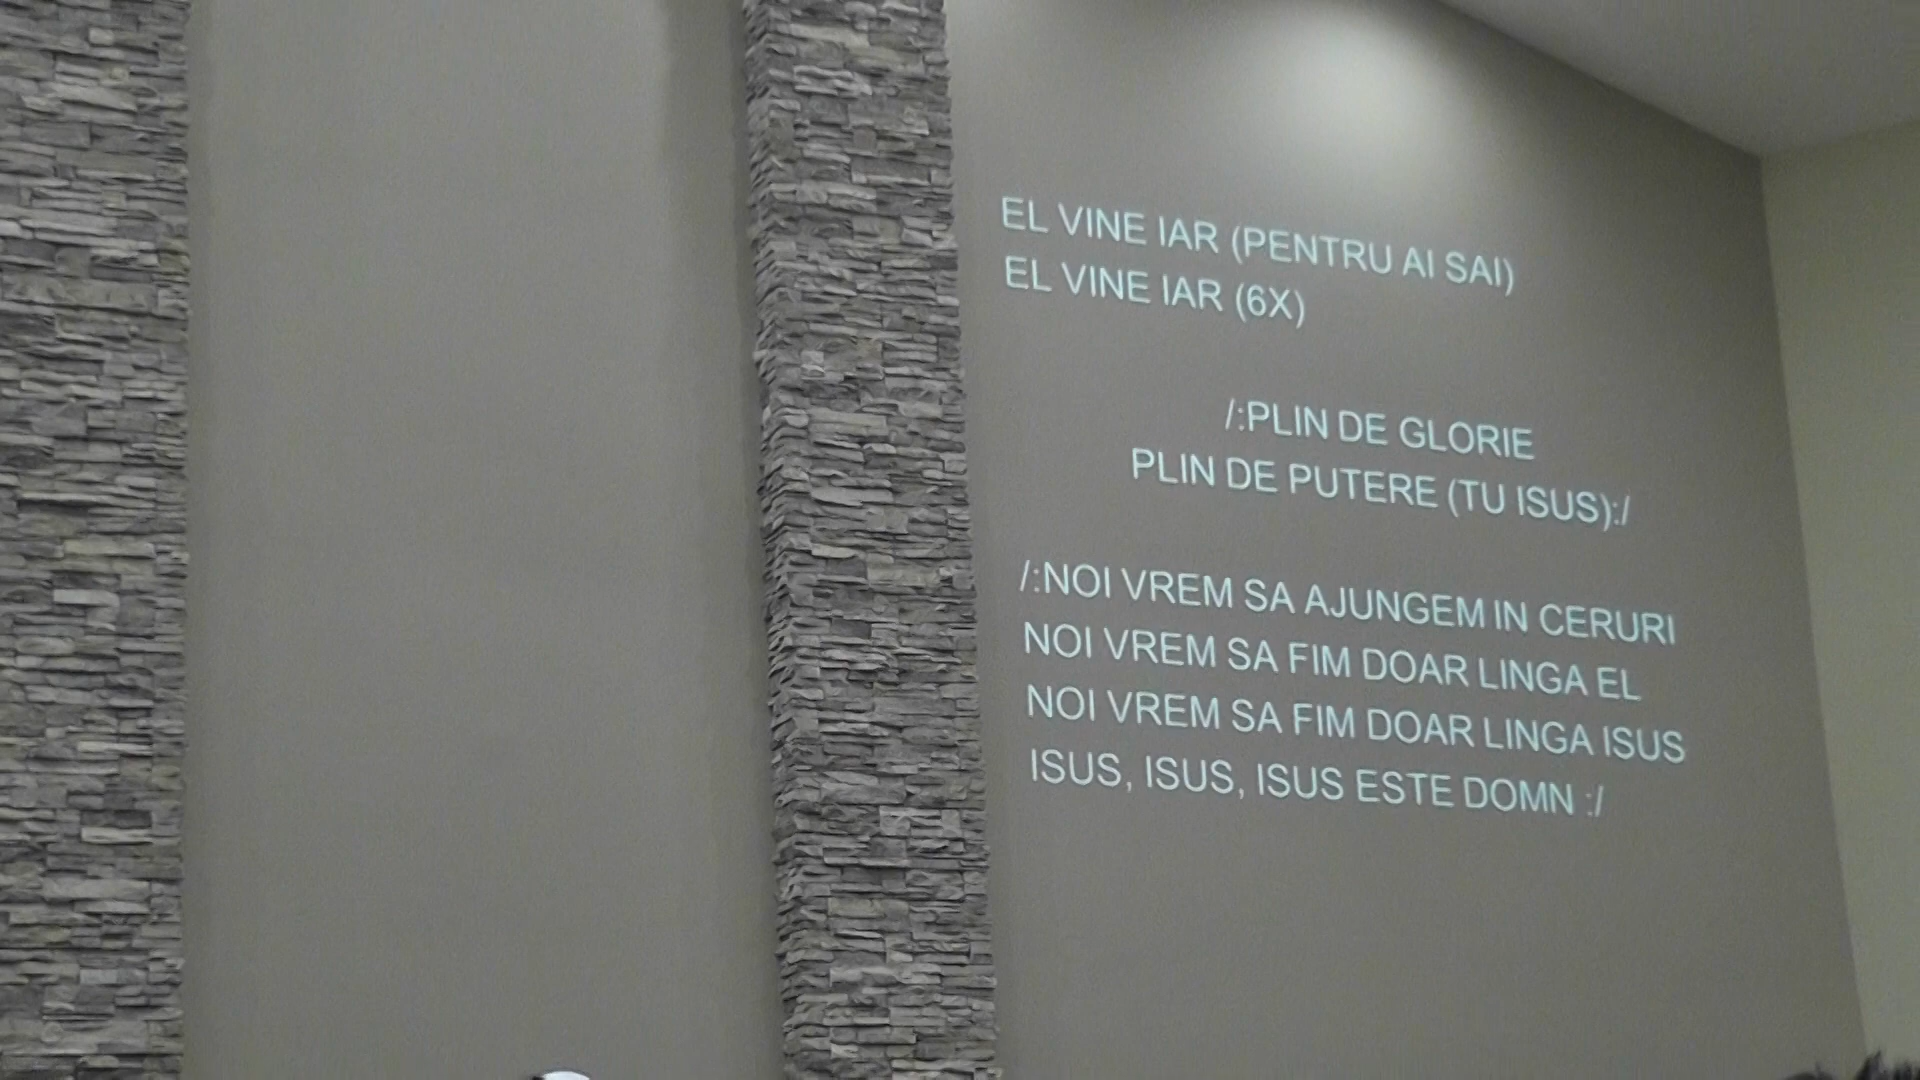 EL VINE IAR (PENTRU AI SAI)
EL VINE IAR (6X)
/:PLIN DE GLORIE
PLIN DE PUTERE (TU ISUS):/
/:NOI VREM SA AJUNGEM IN CERURI
NOI VREM SA FIM DOAR LINGA EL
NOI VREM SA FIM DOAR LINGA ISUS
ISUS, ISUS, ISUS ESTE DOMN :/